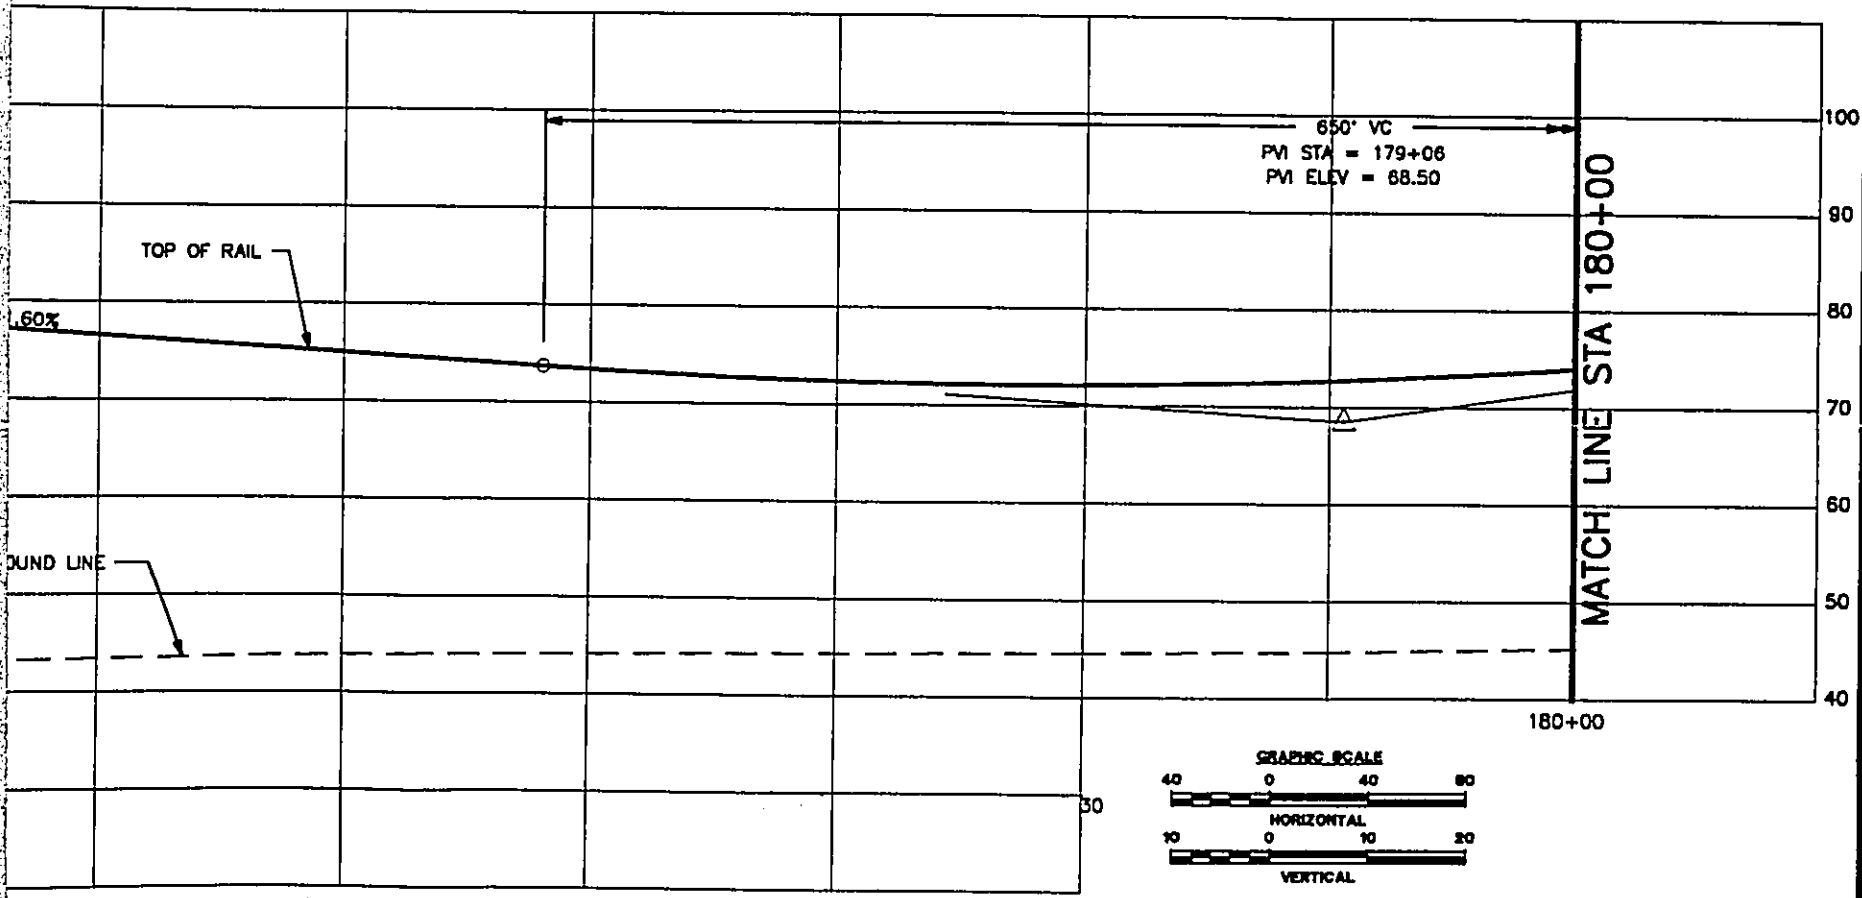 100
650' VC
PVI STA = 179+06
PVI ELEV = 68.50
90
TOP OF RAIL
80
.60%
70
MATCH LINE STA 180+00
60
OUND LINE
50
40
180+00
30
GRAPHIC SCALE
40 0 40 80
HORIZONTAL
10 0 10 20
VERTICAL